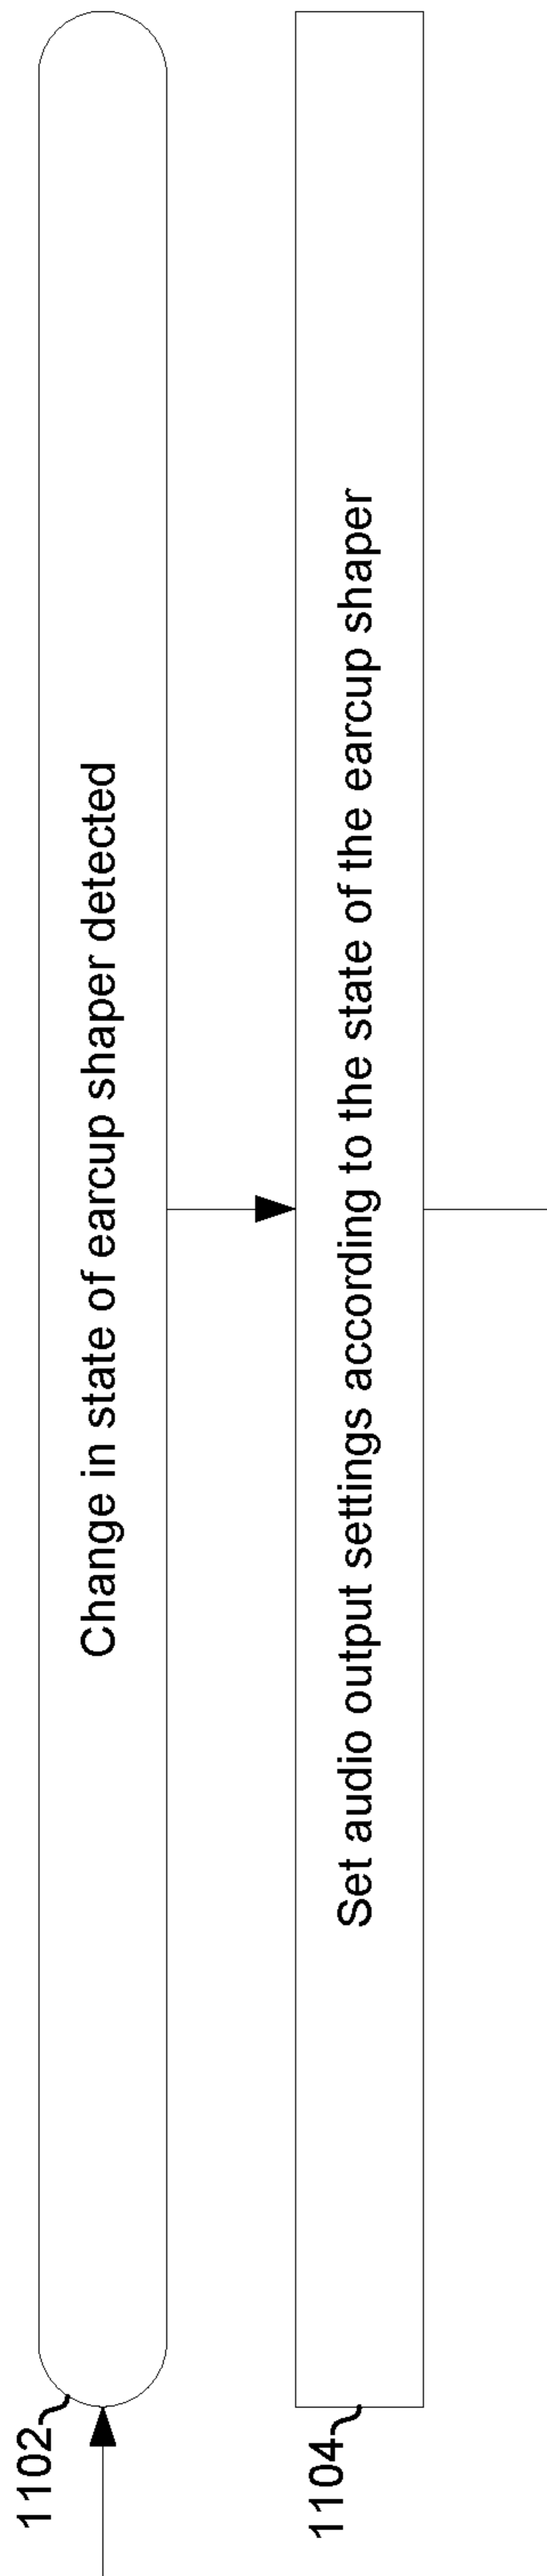 1102
Change in state of earcup shaper detected
1104
Set audio output settings according to the state of the earcup shaper